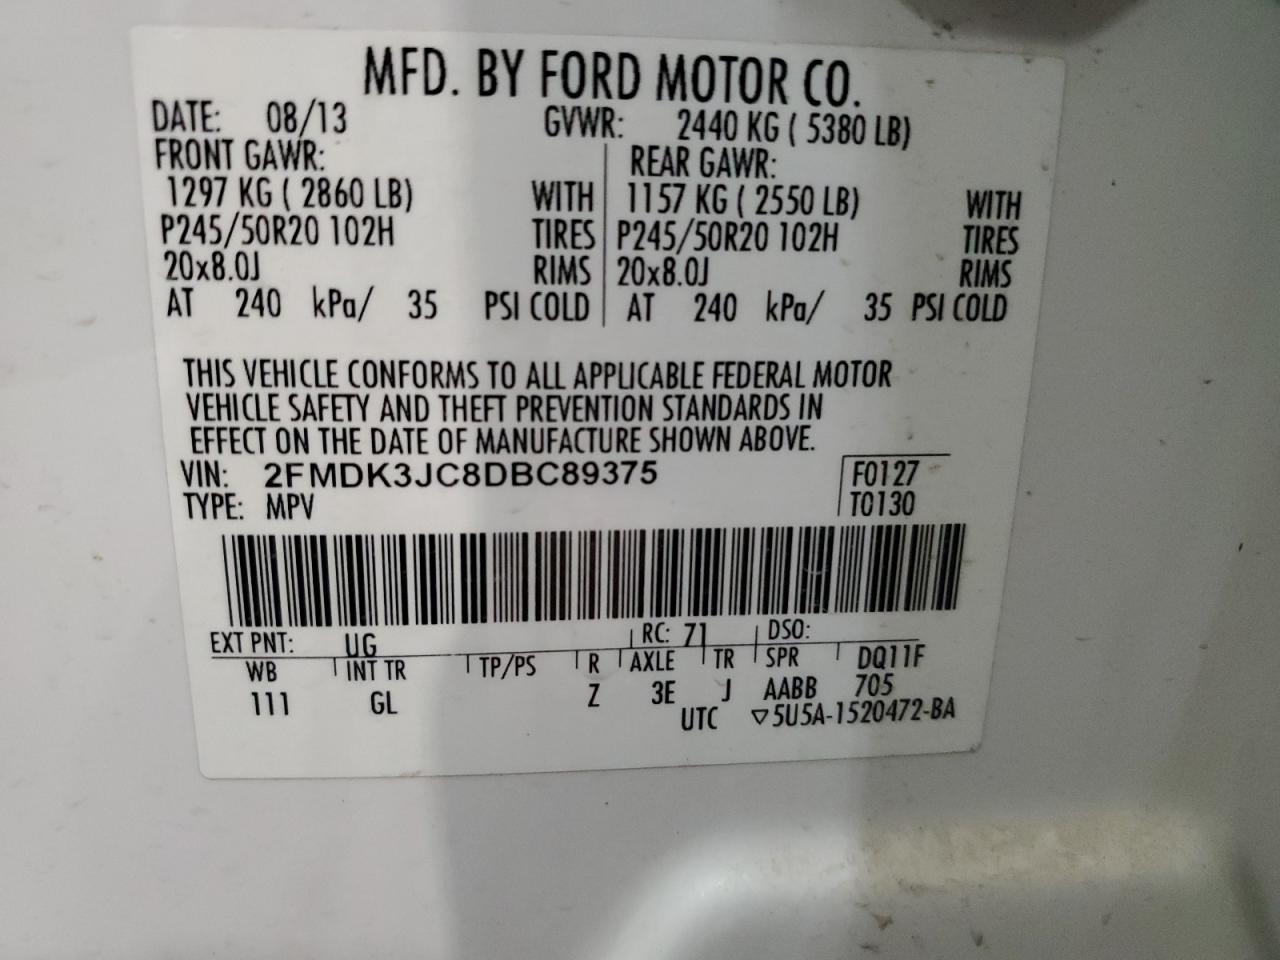 MFD. BY FORD MOTOR CO.
DATE: 08/13 GVWR: 2440 KG ( 5380 LB)
FRONT GAWR: REAR GAWR:
1297 KG ( 2860 LB) WITH 1157 KG ( 2550 LB) WITH
P245/50R20 102H TIRES P245/50R20 102H TIRES
20x8.0J RIMS 20x8.0J RIMS
AT 240 kPa/ 35 PSI COLD AT 240 kPa/ 35 PSI COLD
THIS VEHICLE CONFORMS TO ALL APPLICABLE FEDERAL MOTOR
VEHICLE SAFETY AND THEFT PREVENTION STANDARDS IN
EFFECT ON THE DATE OF MANUFACTURE SHOWN ABOVE.
VIN: 2FMDK3JC8DBC89375 F0127
TYPE: MPV T0130
EXT PNT: UG RC: 71 DSO:
WB INT TR TP/PS R AXLE TR SPR DQ11F
111 GL Z 3E J AABB 705
UTC ▽5U5A-1520472-BA